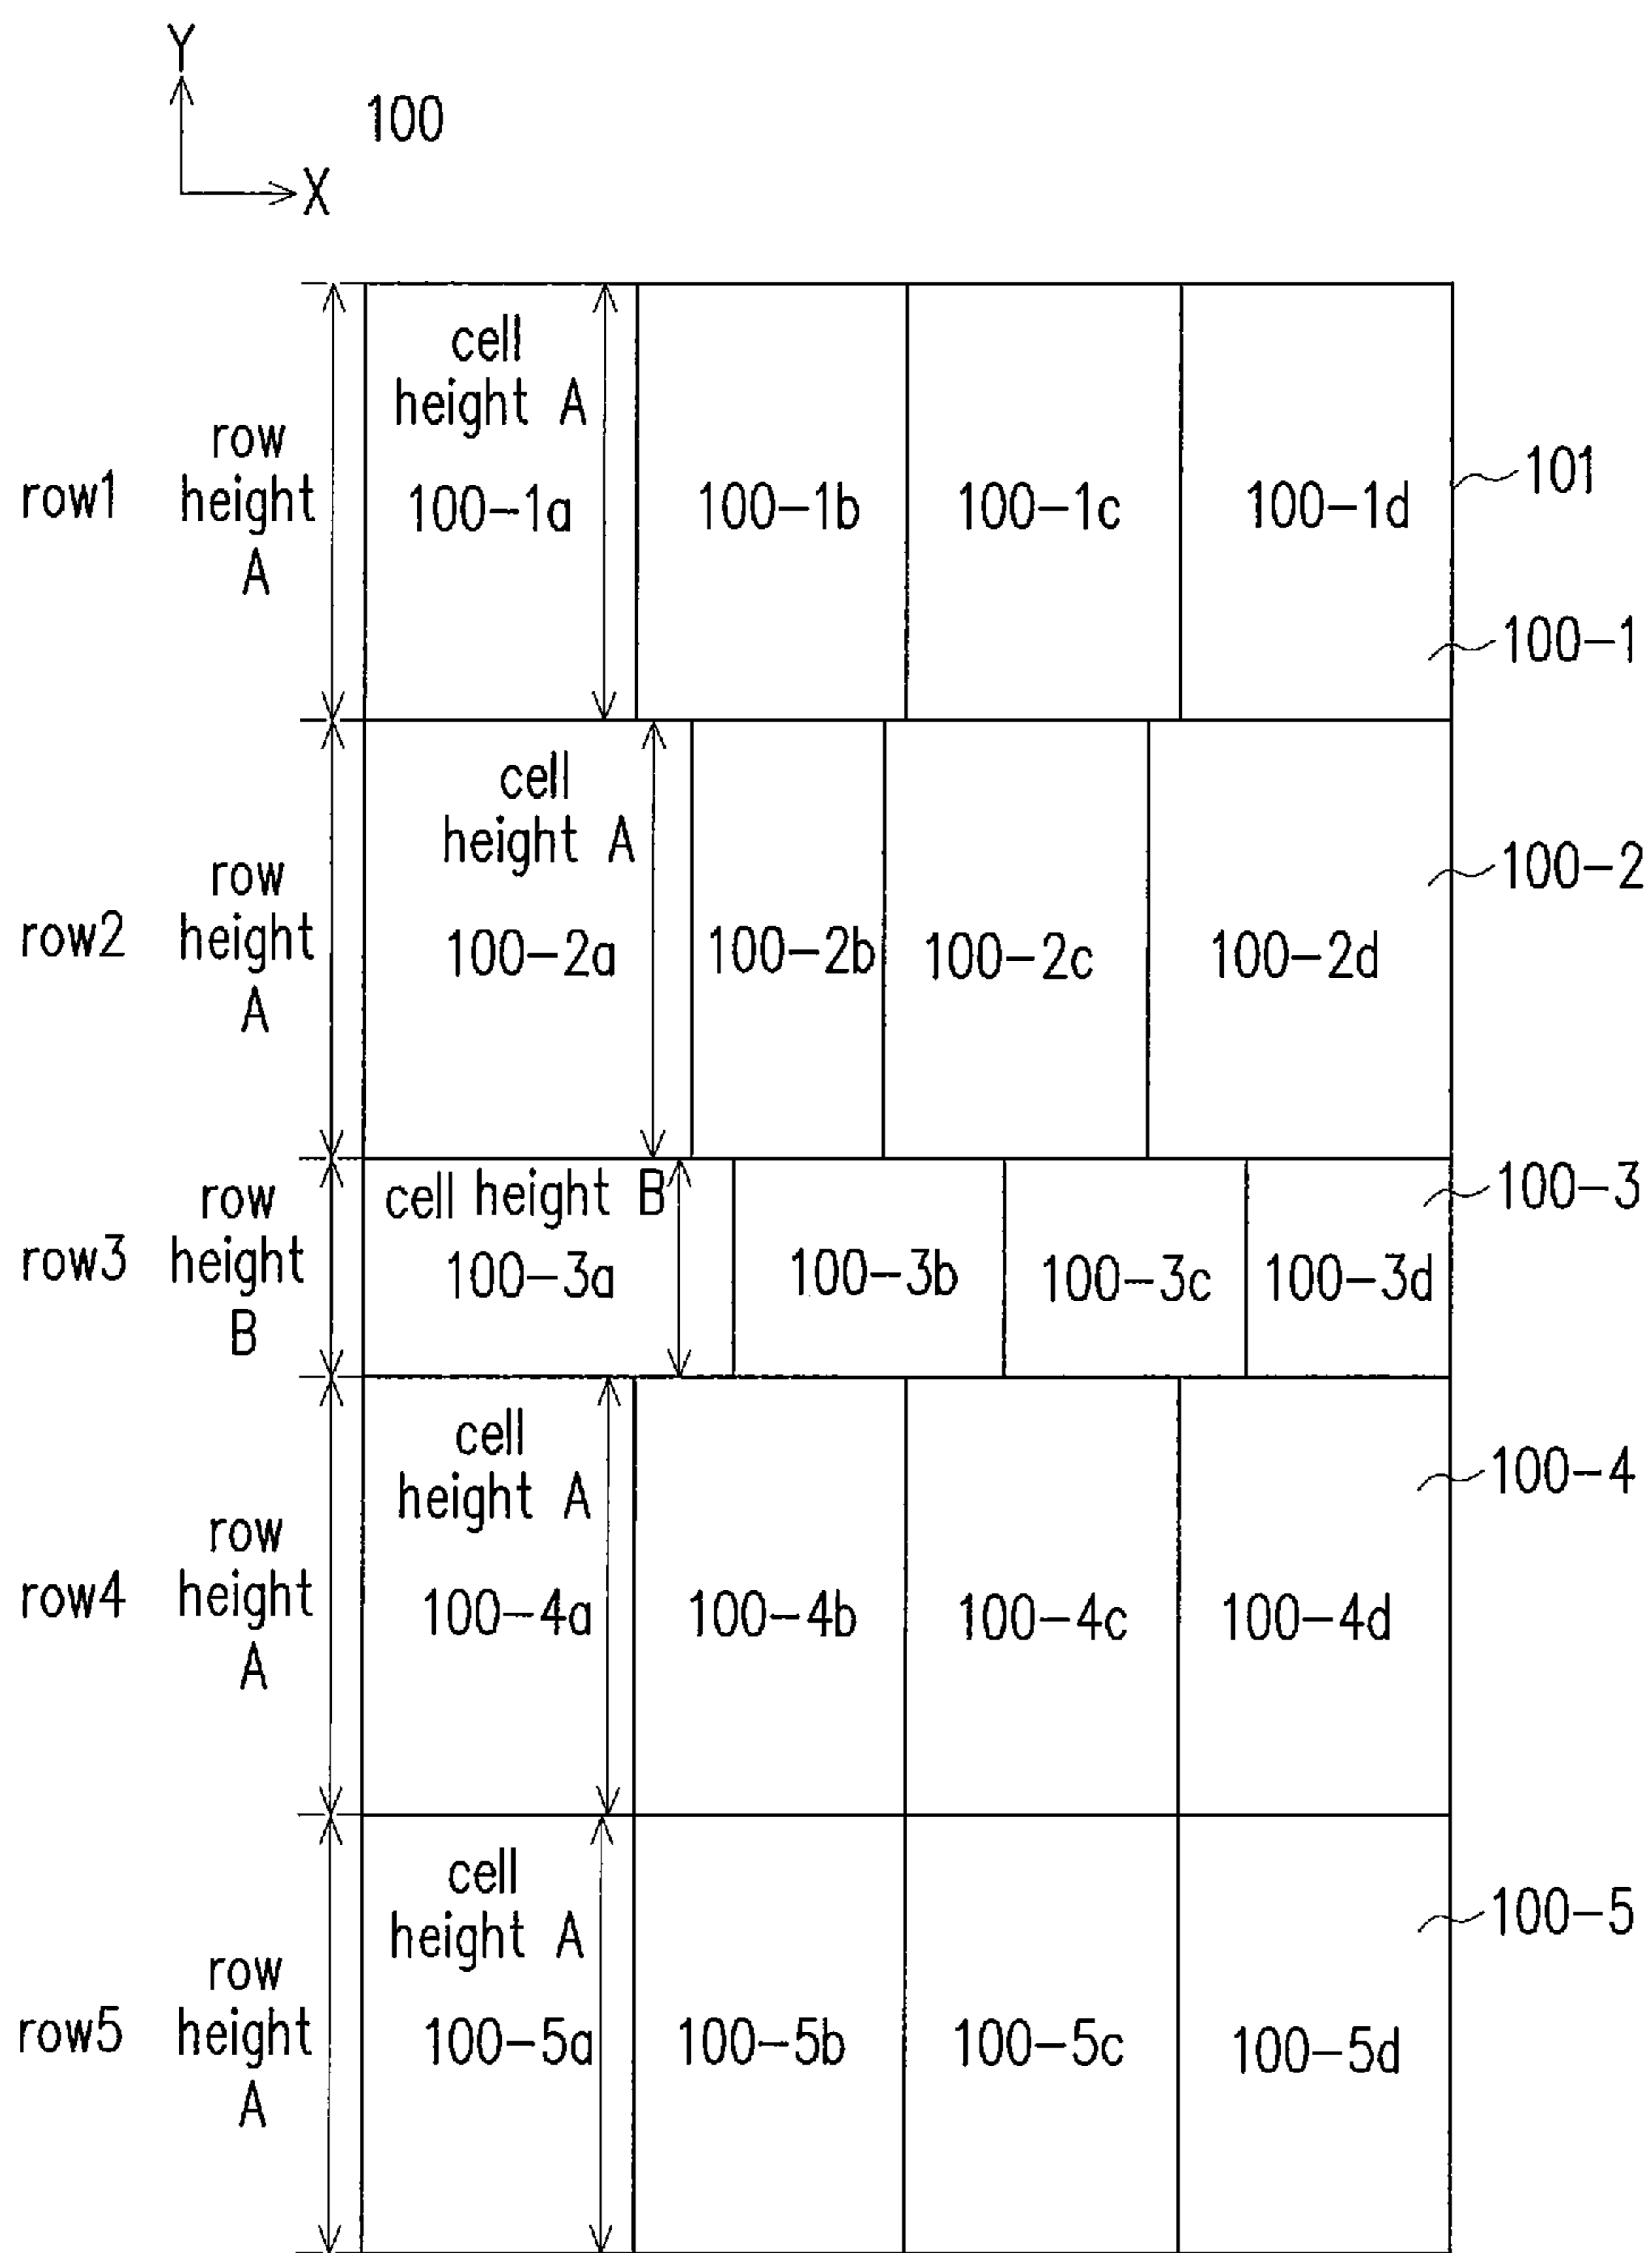 Y
100
X
cell
height A
row
height
A
row1
100-1a
100-1b
100-1c
100-1d
101
100-1
cell
height A
row
height
A
row2
100-2a
100-2b
100-2c
100-2d
100-2
cell height B
row
height
B
row3
100-3a
100-3b
100-3c
100-3d
100-3
cell
height A
row
height
A
row4
100-4a
100-4b
100-4c
100-4d
100-4
cell
height A
row
height
A
row5
100-5a
100-5b
100-5c
100-5d
100-5